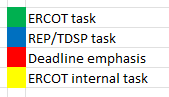 ERCOT task
REP/TDSP task
Deadline emphasis
ERCOT internal task